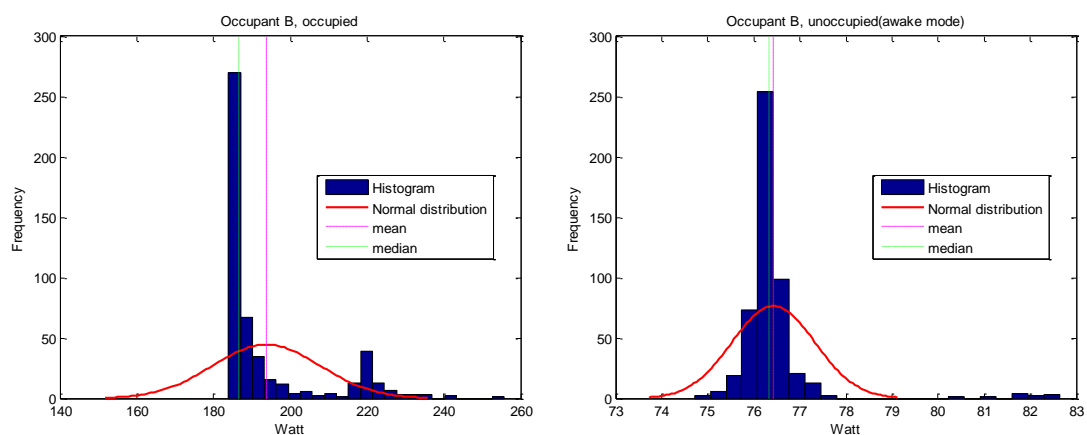 Occupant B, occupied
300
250
200
150
100
50
0
Frequency
140 160 180 200 220 240 260
Watt
Histogram
Normal distribution
mean
median
Occupant B, unoccupied(awake mode)
300
250
200
150
100
50
0
Frequency
73 74 75 76 77 78 79 80 81 82 83
Watt
Histogram
Normal distribution
mean
median